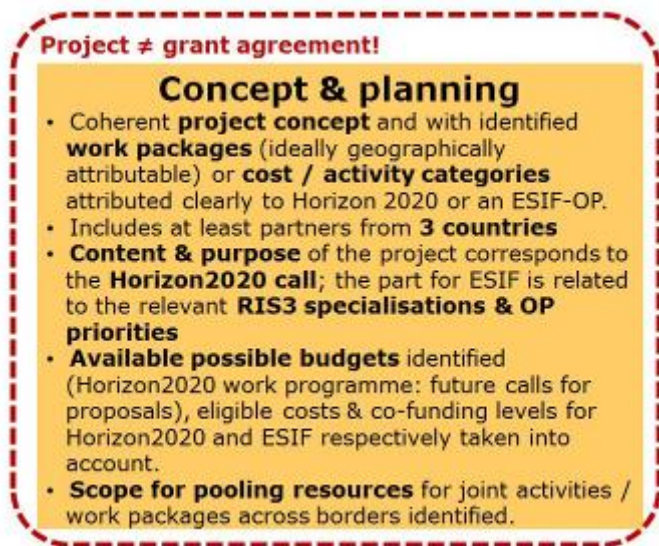 Project ≠ grant agreement!
Concept & planning
• Coherent project concept and with identified
work packages (ideally geographically
attributable) or cost / activity categories
attributed clearly to Horizon 2020 or an ESIF-OP.
• Includes at least partners from 3 countries
• Content & purpose of the project corresponds to
the Horizon2020 call; the part for ESIF is related
to the relevant RIS3 specialisations & OP
priorities
• Available possible budgets identified
(Horizon2020 work programme: future calls for
proposals), eligible costs & co-funding levels for
Horizon2020 and ESIF respectively taken into
account.
• Scope for pooling resources for joint activities /
work packages across borders identified.